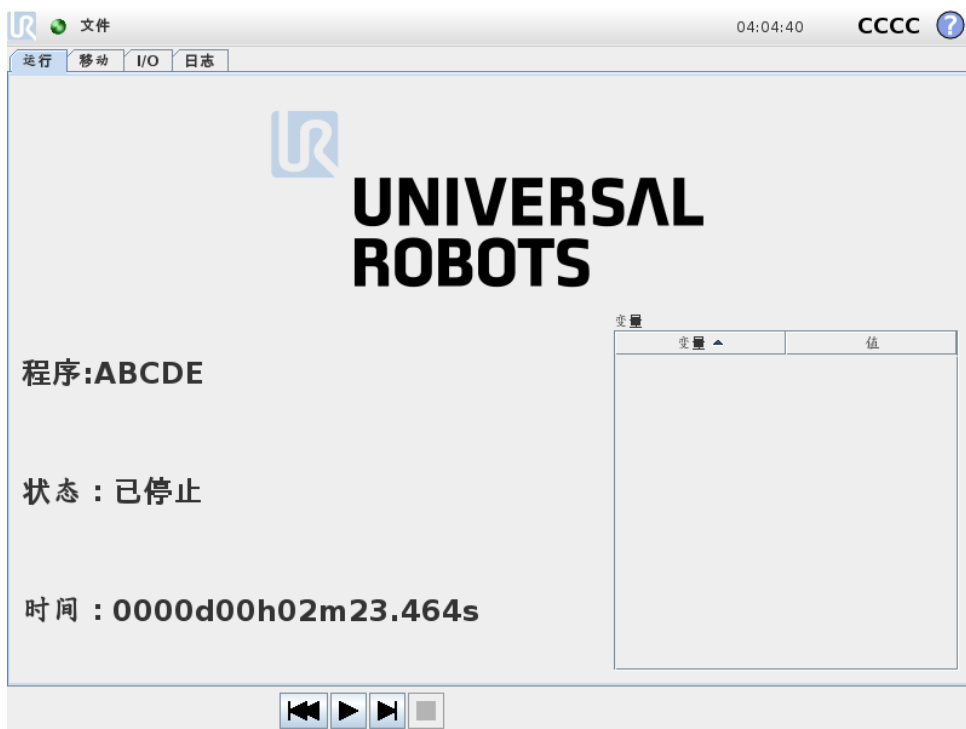 文件
04:04:40
CCCC
?
运行 移动 I/O 日志
UR
UNIVERSAL
ROBOTS
变量
变量 值
程序:ABCDE
状态：已停止
时间：0000d00h02m23.464s